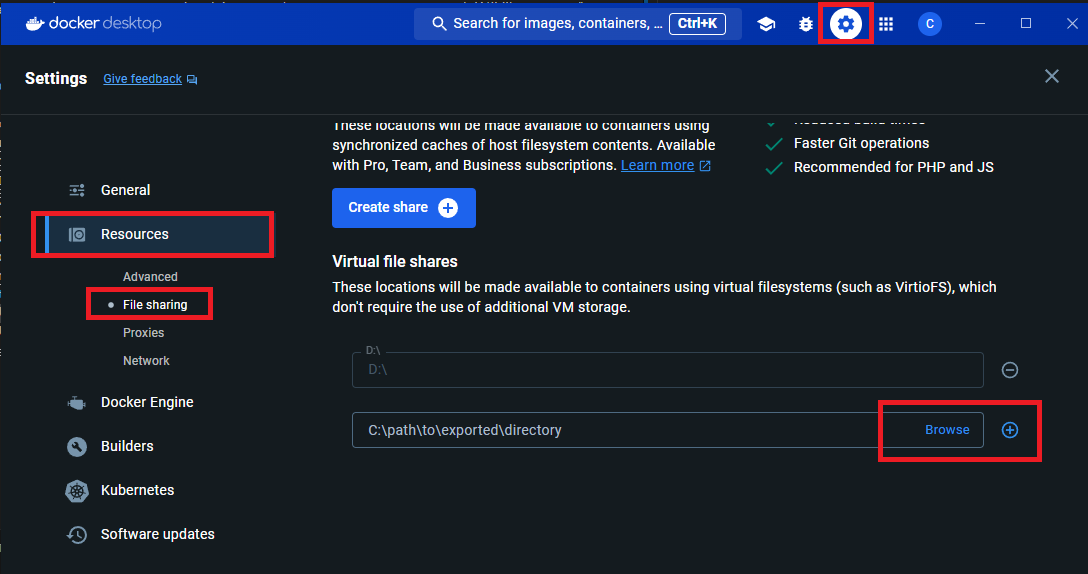 docker desktop
Search for images, containers, ...
Ctrl+K
C
Settings
Give feedback
General
Resources
Advanced
File sharing
Proxies
Network
Docker Engine
Builders
Kubernetes
Software updates
These locations will be made available to containers using
synchronized caches of host filesystem contents. Available
with Pro, Team, and Business subscriptions. Learn more
Reduced build times
Faster Git operations
Recommended for PHP and JS
Create share
Virtual file shares
These locations will be made available to containers using virtual filesystems (such as VirtioFS), which
don't require the use of additional VM storage.
D:\
D:\
C:\path\to\exported\directory
Browse